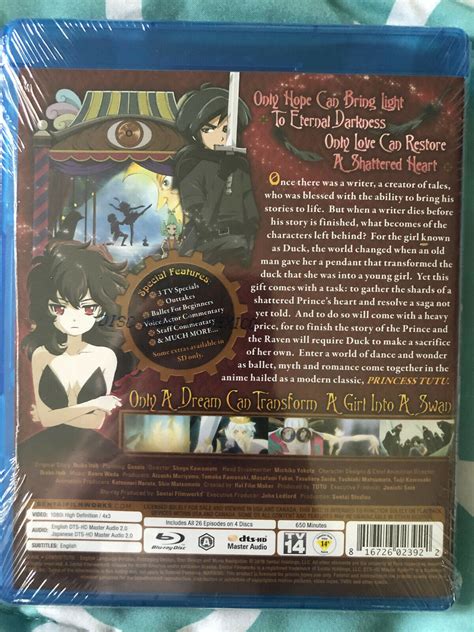 Only Hope Can Bring Light
To Eternal Darkness
Only Love Can Restore
A Shattered Heart
Once there was a writer, a creator of tales,
who was blessed with the ability to bring his
stories to life. But when a writer dies before
his story is finished, what becomes of the
characters left behind? For the girl known
as Duck, the world changed when an old
man gave her a pendant that transformed the
duck that she was into a young girl. Yet this
gift comes with a task: to gather the shards of
a shattered Prince's heart and resolve a saga not
yet told. And to do so will come with a heavy
price, for to finish the story of the Prince and
the Raven will require Duck to make a sacrifice
of her own. Enter a world of dance and wonder
as ballet, myth and romance come together in the
anime hailed as a modern classic, PRINCESS TUTU.
Special Features
3 TV Specials
Outtakes
Ballet For Beginners
Voice Actor Commentary
Staff Commentary
& MUCH MORE
Some extras available in
SD only.
Only A Dream Can Transform A Girl Into A Swan
VIDEO: 1080i High Definition / 4x3
AUDIO: English DTS-HD Master Audio 2.0
Japanese DTS-HD Master Audio 2.0
SUBTITLES: English
Includes All 26 Episodes on 4 Discs
650 Minutes
Blu-ray Disc
A
dts-HD
Master Audio
TV
14
8 16726 02392 2